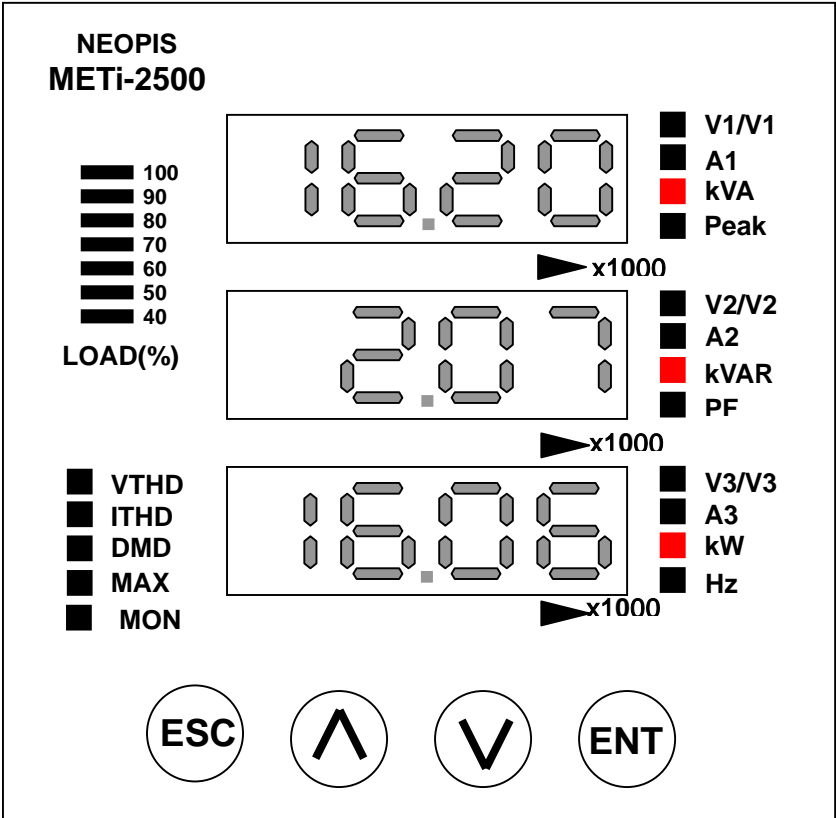 NEOPIS
METi-2500
100
90
80
70
60
50
40
LOAD(%)
16.20
V1/V1
A1
kVA
Peak
x1000
2.07
V2/V2
A2
kVAR
PF
x1000
VTHD
ITHD
DMD
MAX
MON
16.06
V3/V3
A3
kW
Hz
x1000
ESC
ENT